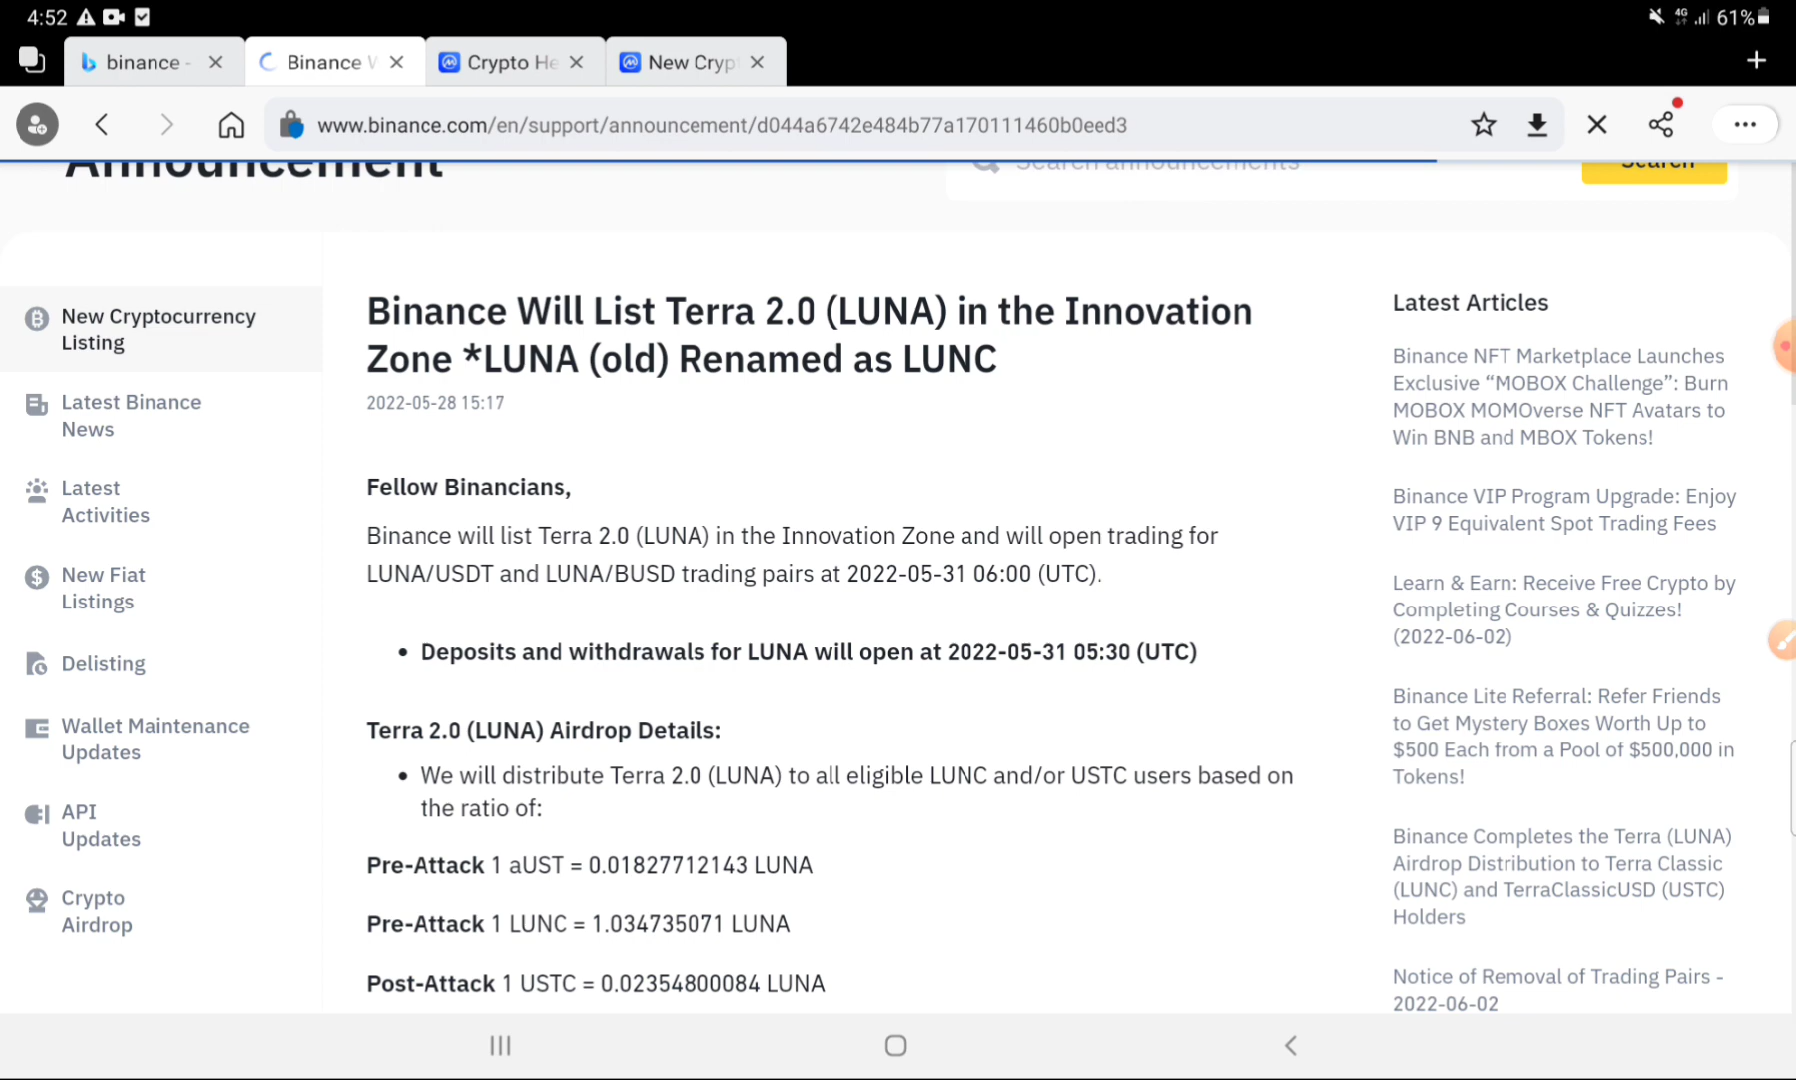 4:52
4G 61%
binance -
Binance W
Crypto He
New Cryp
www.binance.com/en/support/announcement/d044a6742e484b77a170111460b0eed3
Announcement
Search announcements
Search
New Cryptocurrency
Listing
Latest Binance
News
Latest
Activities
New Fiat
Listings
Delisting
Wallet Maintenance
Updates
API
Updates
Crypto
Airdrop
Binance Will List Terra 2.0 (LUNA) in the Innovation
Zone *LUNA (old) Renamed as LUNC
2022-05-28 15:17
Fellow Binancians,
Binance will list Terra 2.0 (LUNA) in the Innovation Zone and will open trading for
LUNA/USDT and LUNA/BUSD trading pairs at 2022-05-31 06:00 (UTC).
• Deposits and withdrawals for LUNA will open at 2022-05-31 05:30 (UTC)
Terra 2.0 (LUNA) Airdrop Details:
• We will distribute Terra 2.0 (LUNA) to all eligible LUNC and/or USTC users based on
the ratio of:
Pre-Attack 1 aUST = 0.01827712143 LUNA
Pre-Attack 1 LUNC = 1.034735071 LUNA
Post-Attack 1 USTC = 0.02354800084 LUNA
Latest Articles
Binance NFT Marketplace Launches
Exclusive “MOBOX Challenge”: Burn
MOBOX MOMOverse NFT Avatars to
Win BNB and MBOX Tokens!
Binance VIP Program Upgrade: Enjoy
VIP 9 Equivalent Spot Trading Fees
Learn & Earn: Receive Free Crypto by
Completing Courses & Quizzes!
(2022-06-02)
Binance Lite Referral: Refer Friends
to Get Mystery Boxes Worth Up to
$500 Each from a Pool of $500,000 in
Tokens!
Binance Completes the Terra (LUNA)
Airdrop Distribution to Terra Classic
(LUNC) and TerraClassicUSD (USTC)
Holders
Notice of Removal of Trading Pairs -
2022-06-02